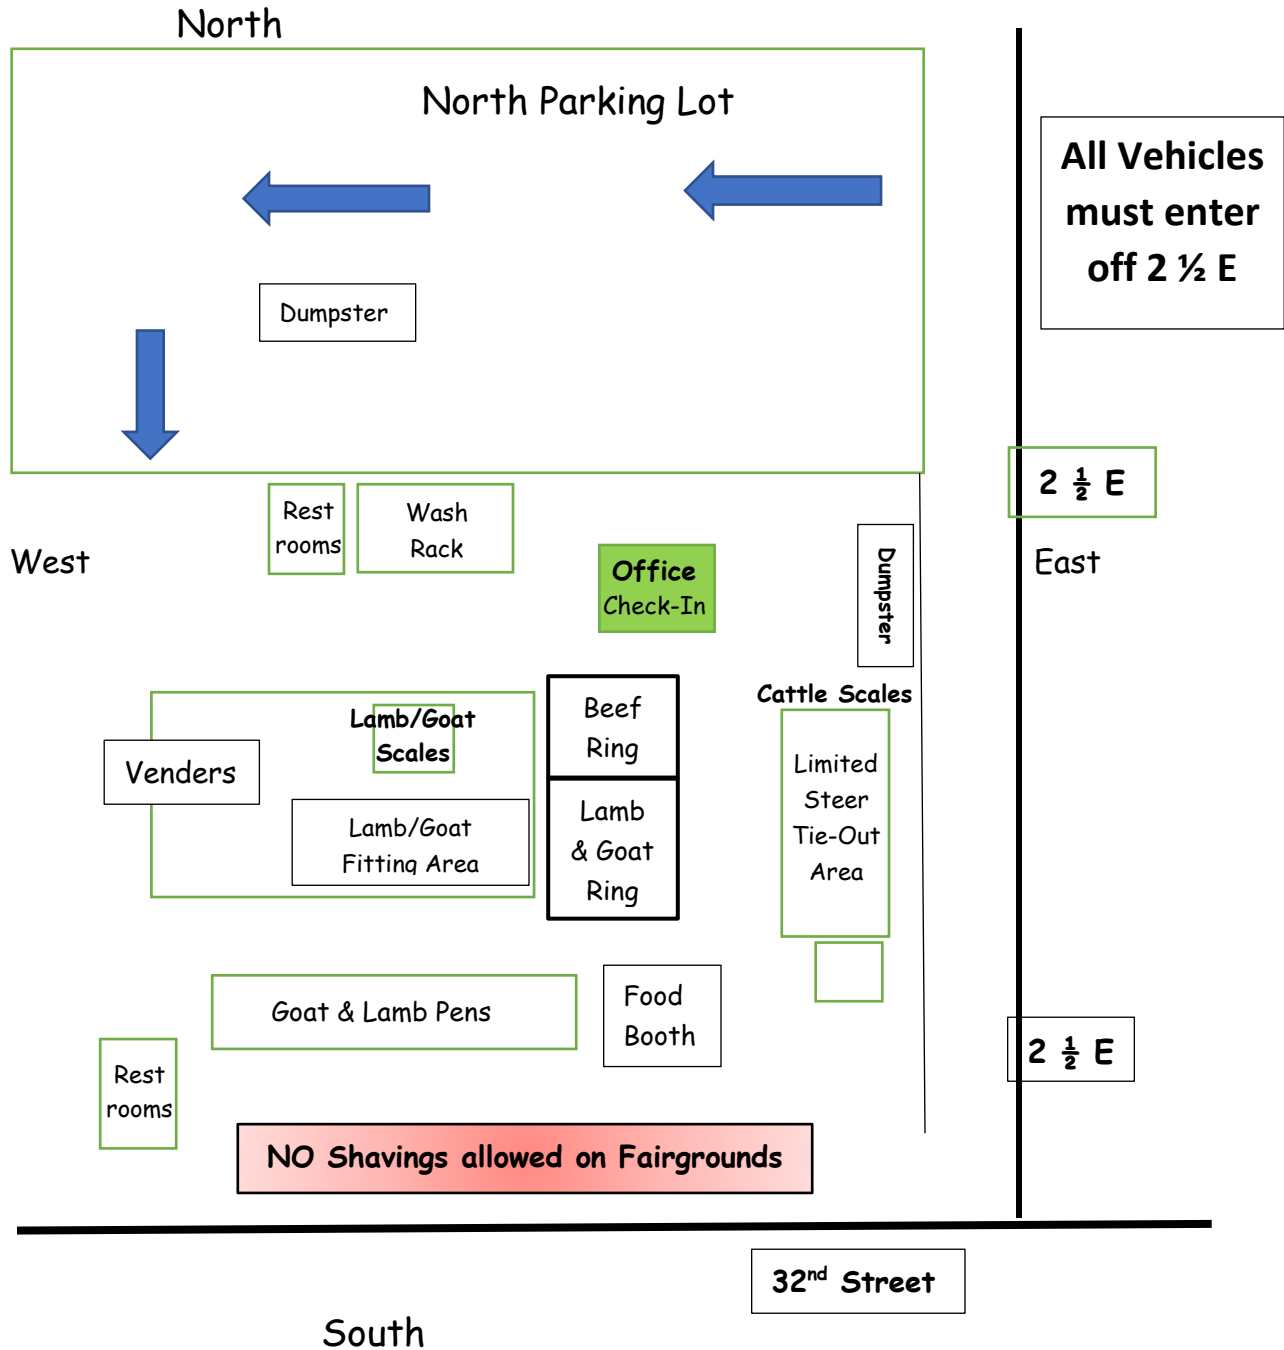 North
North Parking Lot
All Vehicles
must enter
off 2 ½ E
Dumpster
2 ½ E
Rest
rooms
Wash
Rack
West
East
Office
Check-In
Dumpster
Cattle Scales
Lamb/Goat
Scales
Beef
Ring
Venders
Limited
Steer
Tie-Out
Area
Lamb/Goat
Fitting Area
Lamb
& Goat
Ring
Goat & Lamb Pens
Food
Booth
2 ½ E
Rest
rooms
NO Shavings allowed on Fairgrounds
32nd Street
South